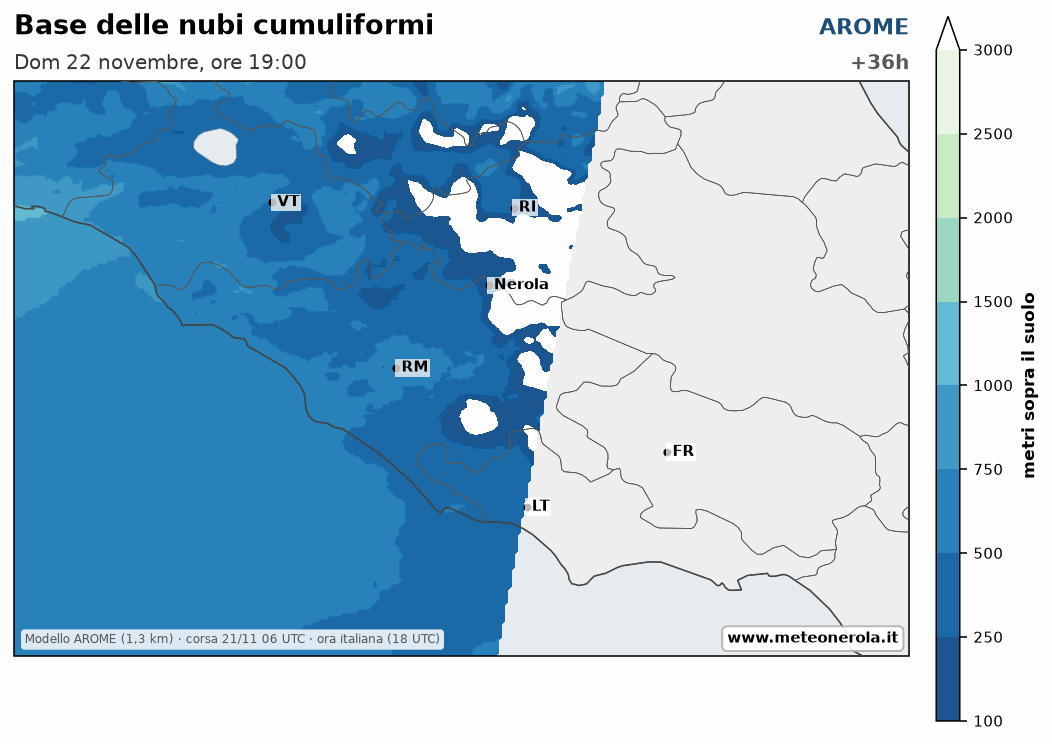 Base delle nubi cumuliformi
AROME
Dom 22 novembre, ore 19:00
+36h
VT
RI
Nerola
RM
FR
LT
Modello AROME (1,3 km) · corsa 21/11 06 UTC · ora italiana (18 UTC)
www.meteonerola.it
3000
2500
2000
1500
1000
750
500
250
100
metri sopra il suolo